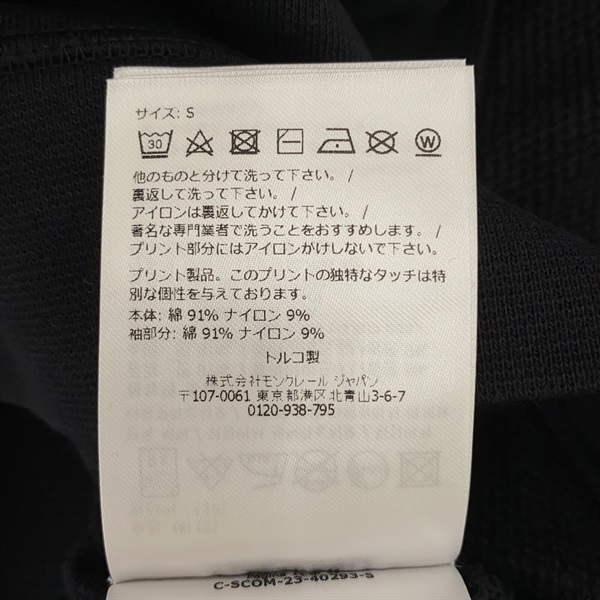 サイズ: S
30 W
他のものと分けて洗って下さい。 /
裏返して洗って下さい。 /
アイロンは裏返してかけて下さい。 /
著名な専門業者で洗うことをおすすめします。 /
プリント部分にはアイロンかけしないで下さい。
プリント製品。このプリントの独特なタッチは特
別な個性を与えております。
本体: 綿 91% ナイロン 9%
袖部分: 綿 91% ナイロン 9%
トルコ製
株式会社モンクレール ジャパン
〒107-0061 東京都港区北青山3-6-7
0120-938-795
C-SCOM-23-40293-S